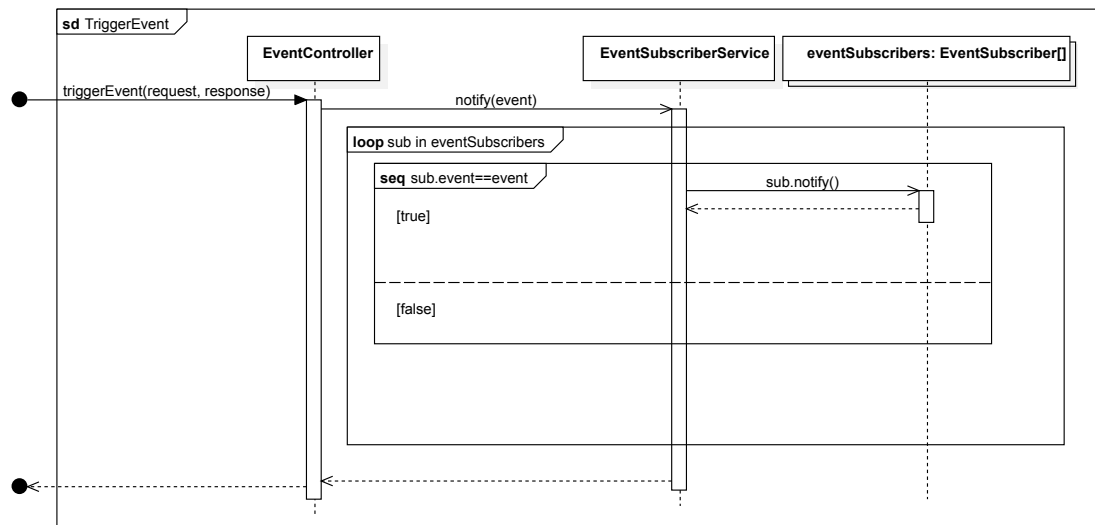 sd TriggerEvent
EventController
EventSubscriberService
eventSubscribers: EventSubscriber[]
triggerEvent(request, response)
notify(event)
loop sub in eventSubscribers
seq sub.event==event
sub.notify()
[true]
[false]